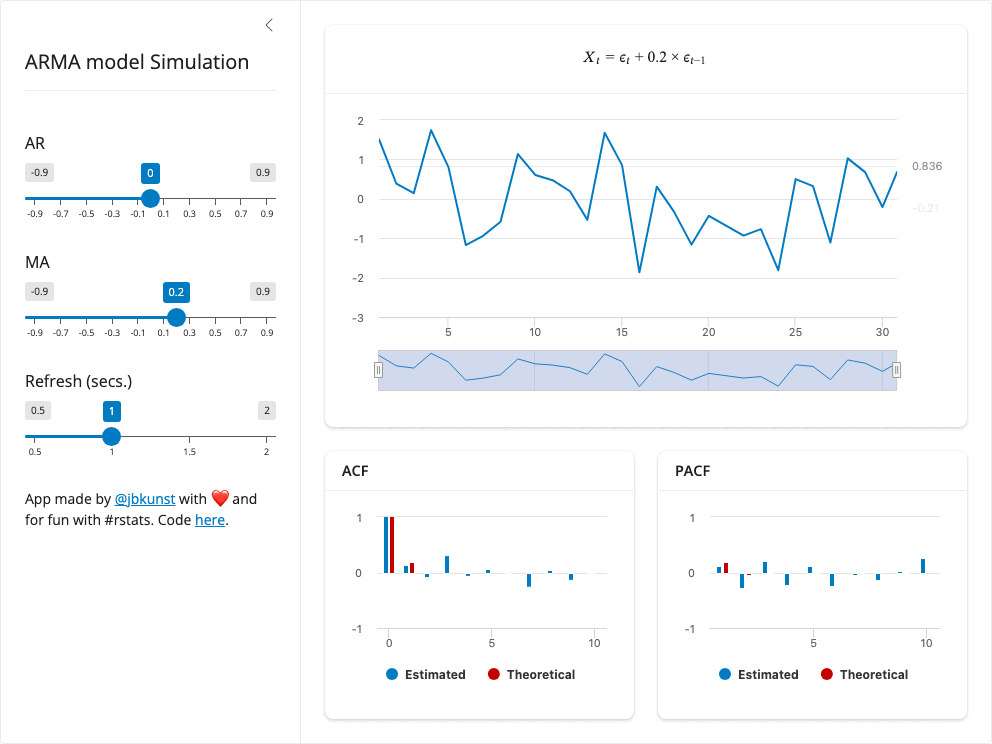 ARMA model Simulation
AR
-0.9 0 0.9
-0.9 -0.7 -0.5 -0.3 -0.1 0.1 0.3 0.5 0.7 0.9
MA
-0.9 0.2 0.9
-0.9 -0.7 -0.5 -0.3 -0.1 0.1 0.3 0.5 0.7 0.9
Refresh (secs.)
0.5 1 2
0.5 1 1.5 2
App made by @jbkunst with ❤️ and
for fun with #rstats. Code here.
X_t = ϵ_t + 0.2 × ϵ_{t−1}
2
1
0
-1
-2
-3
0.836
-0.21
5 10 15 20 25 30
ACF
1
0
-1
0 5 10
Estimated Theoretical
PACF
1
0
-1
5 10
Estimated Theoretical